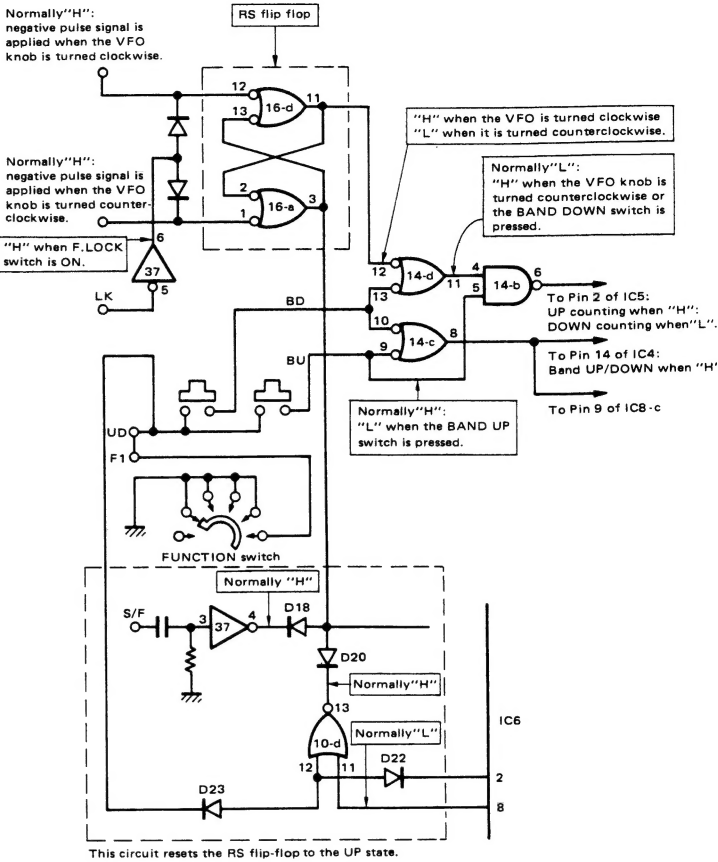 Normally"H":
negative pulse signal is
applied when the VFO
knob is turned clockwise.
RS flip flop
12
13
16-d
11
"H" when the VFO is turned clockwise
"L" when it is turned counterclockwise.
Normally"H":
negative pulse signal is
applied when the VFO
knob is turned counter-
clockwise.
2
1
16-a
3
Normally"L":
"H" when the VFO knob is
turned counterclockwise or
the BAND DOWN switch is
pressed.
"H" when F.LOCK
switch is ON.
6
37
5
LK
12
13
14-d
11
4
5
14-b
6
To Pin 2 of IC5:
UP counting when "H":
DOWN counting when"L".
BD
10
9
14-c
8
To Pin 14 of IC4:
Band UP/DOWN when "H"
BU
To Pin 9 of IC8-c
Normally"H":
"L" when the BAND UP
switch is pressed.
UD
F1
FUNCTION switch
Normally "H"
S/F
3
37
4
D18
D20
Normally"H"
13
10-d
Normally"L"
IC6
12
11
D22
2
D23
8
This circuit resets the RS flip-flop to the UP state.